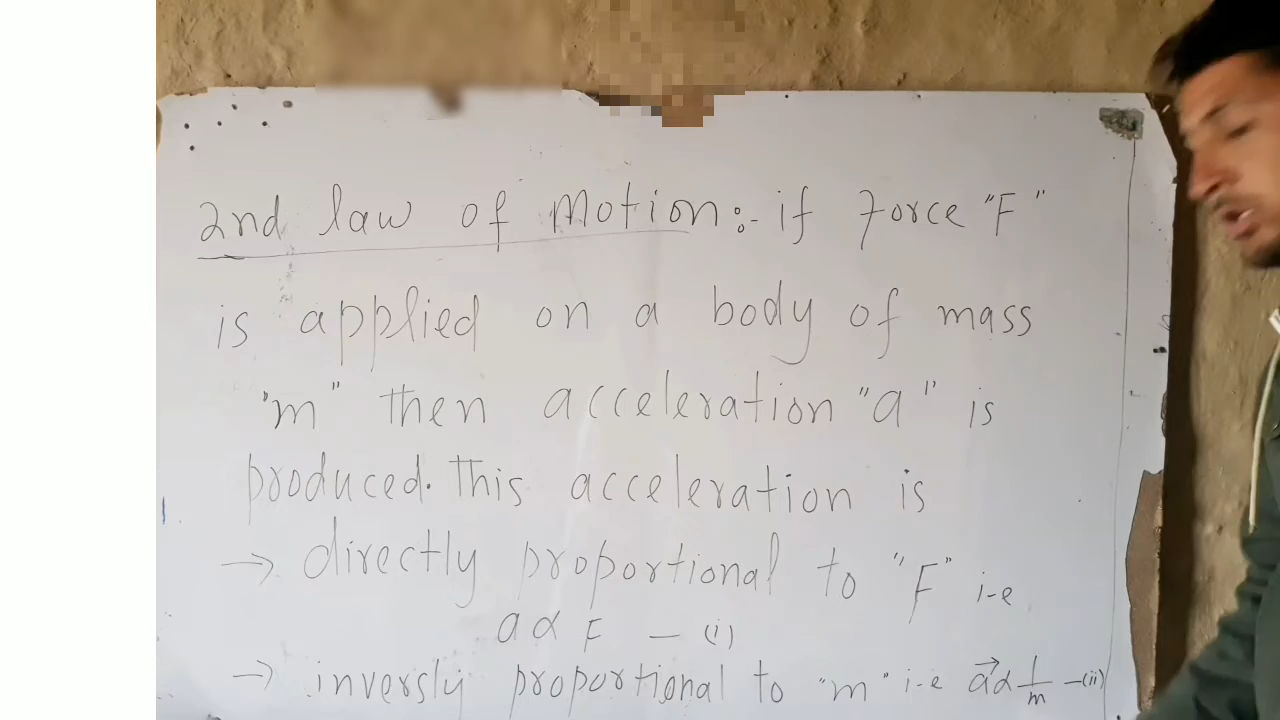 2nd law of Motion:- if Force "F"
is applied on a body of mass
"m" then acceleration "a" is
produced. This acceleration is
→ directly proportional to "F" i-e
a α F — (i)
→ inversly proportional to "m" i-e a⃗ α 1/m —(ii)